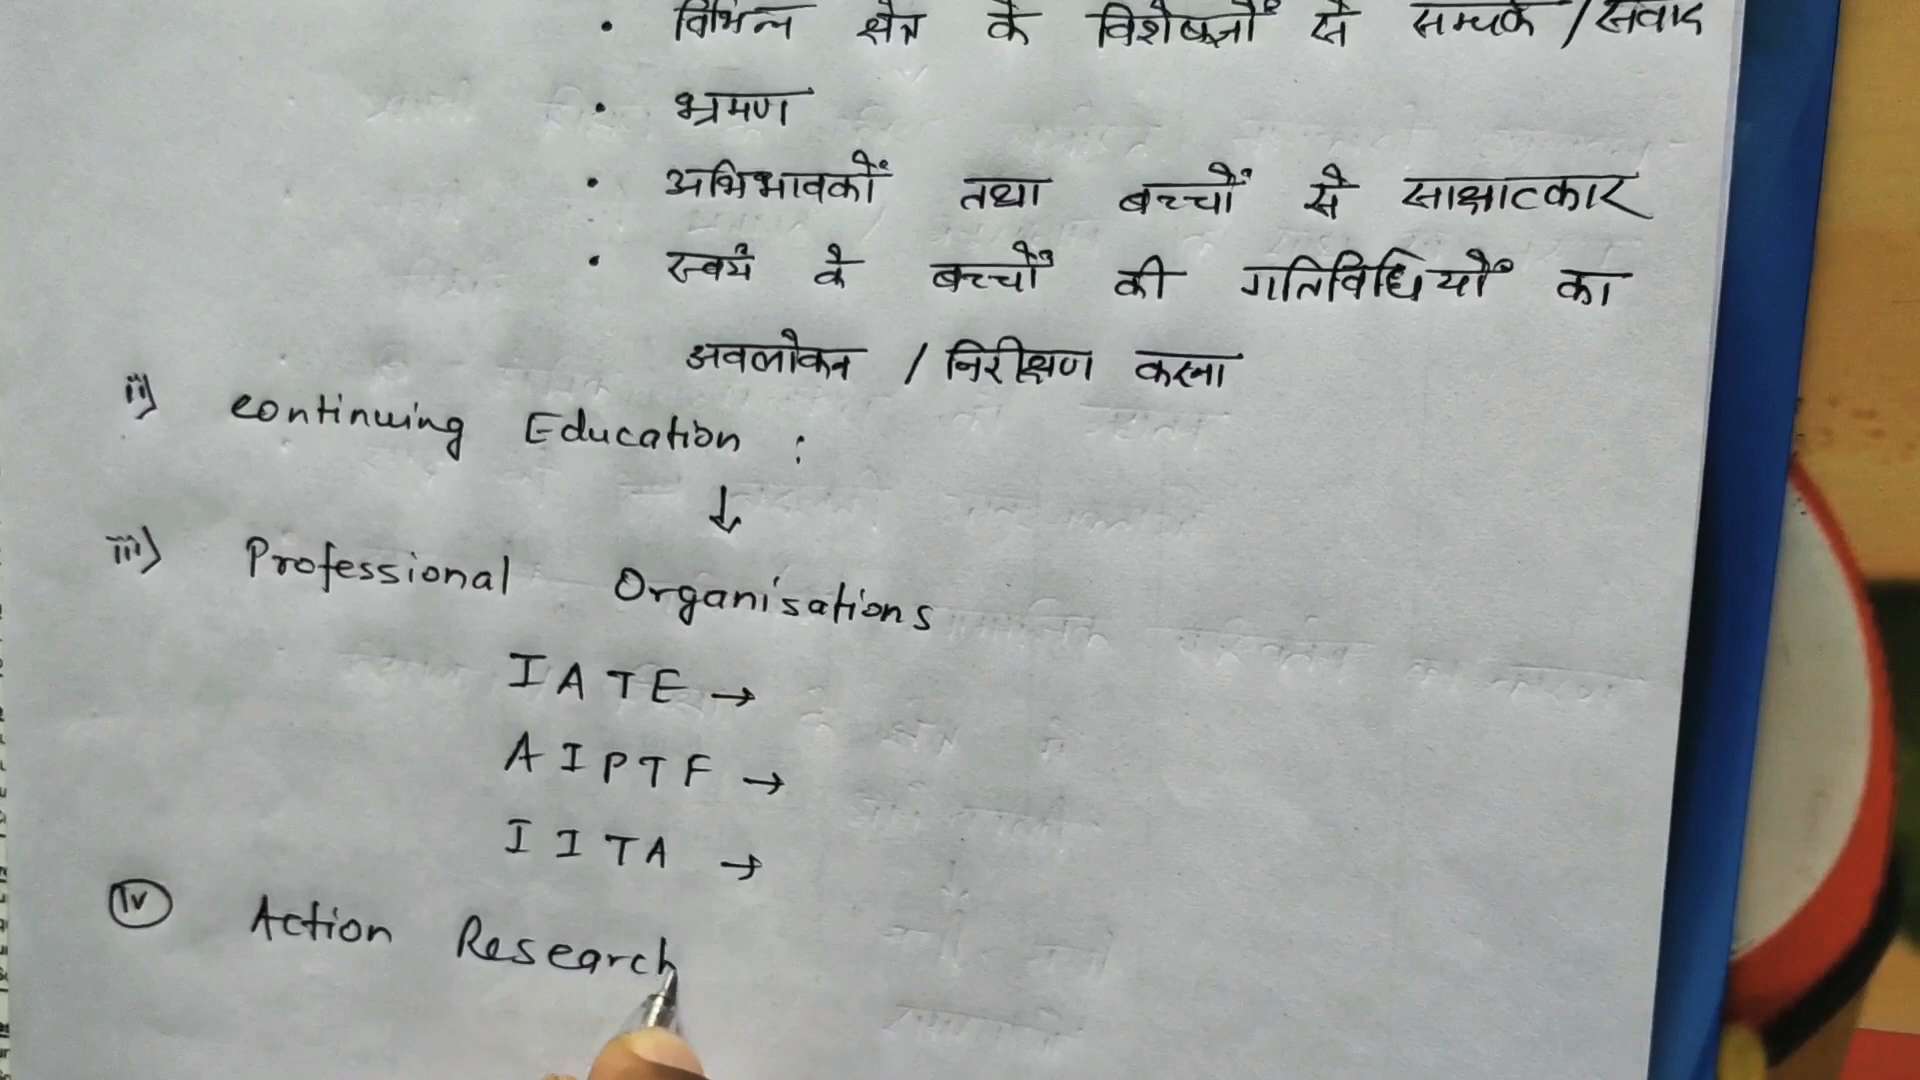 • विभिन्न क्षेत्र के विशेषज्ञों से सम्पर्क / संवाद
• भ्रमण
• अभिभावकों तथा बच्चों से साक्षाटकार
• स्वयं के बच्चों की गतिविधियों का
अवलोकन / निरीक्षण करना
ii) continuing Education :
↓
iii) Professional Organisations
IATE →
AIPTF →
IITA →
iv Action Research